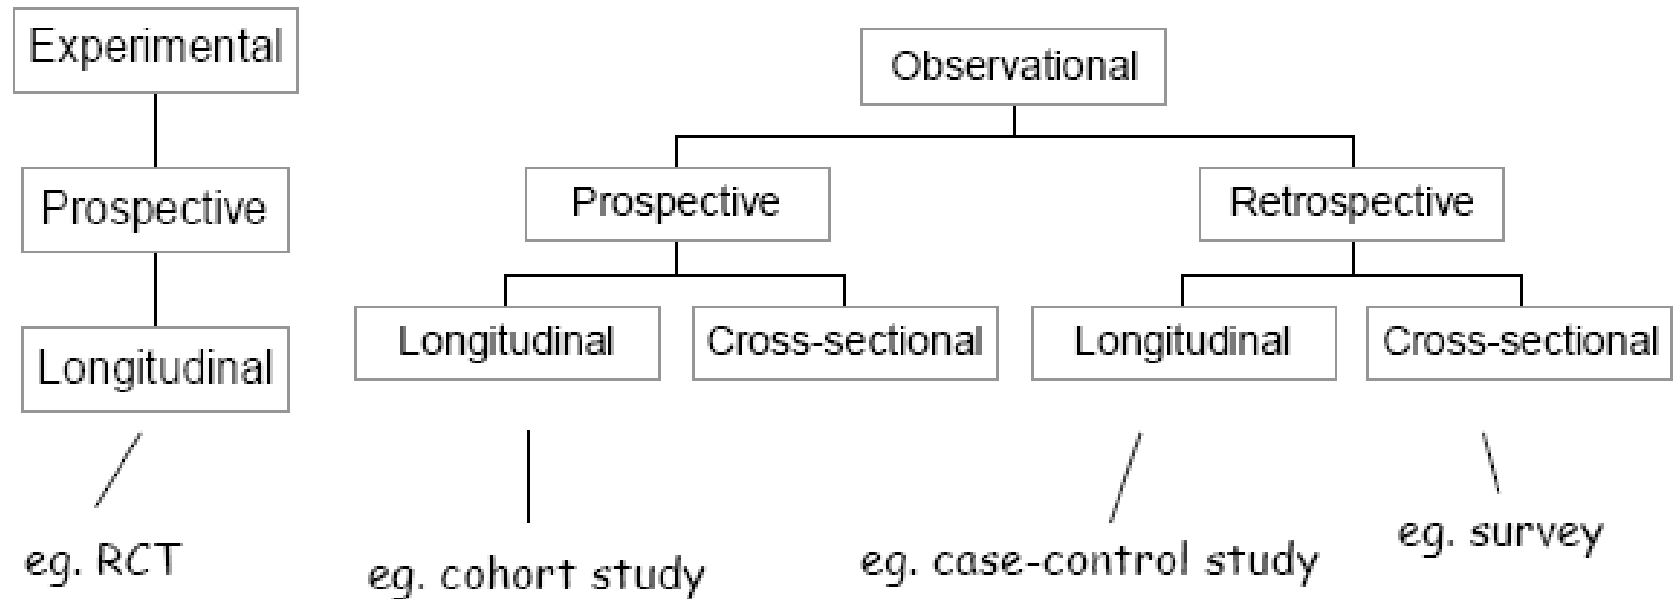 Experimental
Observational
Prospective
Prospective
Retrospective
Longitudinal
Longitudinal
Cross-sectional
Longitudinal
Cross-sectional
eg. RCT
eg. cohort study
eg. case-control study
eg. survey